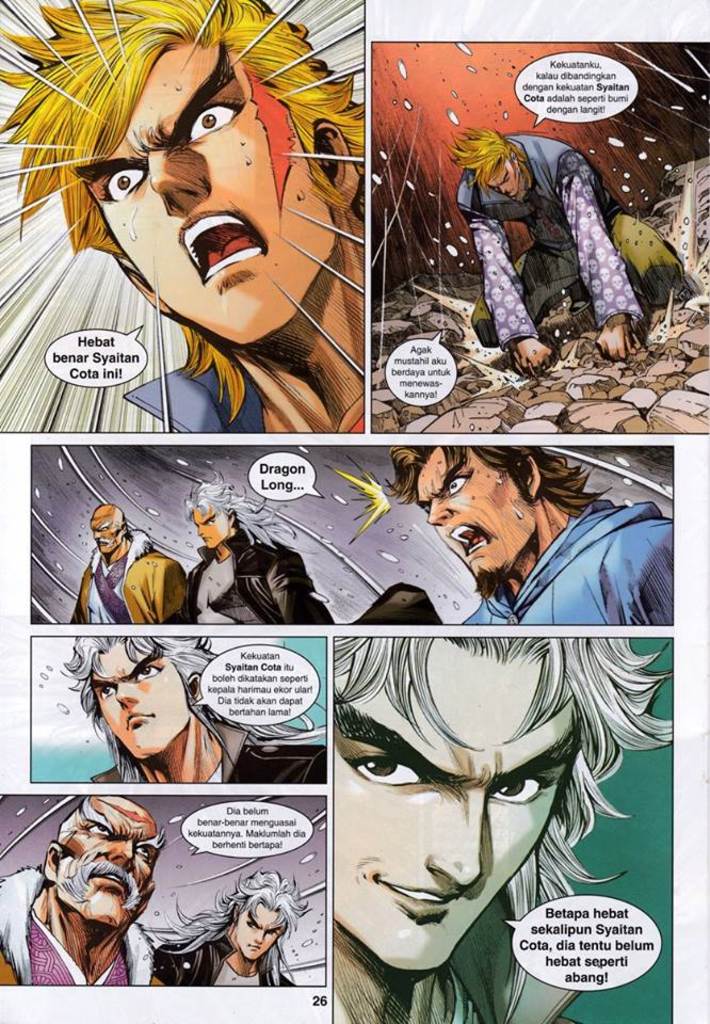 Hebat
benar Syaitan
Cota ini!
Kekuatanku,
kalau dibandingkan
dengan kekuatan Syaitan
Cota adalah seperti bumi
dengan langit!
Agak
mustahil aku
berdaya untuk
menewas-
kannya!
Dragon
Long...
Kekuatan
Syaitan Cota itu
boleh dikatakan seperti
kepala harimau ekor ular!
Dia tidak akan dapat
bertahan lama!
Dia belum
benar-benar menguasai
kekuatannya. Maklumlah dia
berhenti bertapa!
Betapa hebat
sekalipun Syaitan
Cota, dia tentu belum
hebat seperti
abang!
26